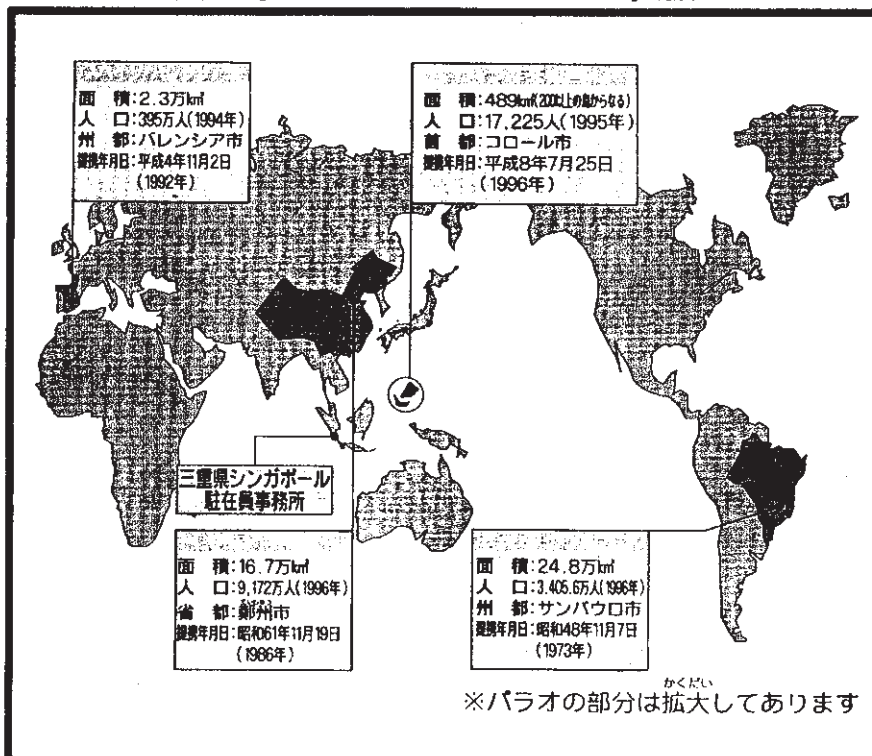 面積：2.3万km²
人口：395万人(1994年)
州都：バレンシア市
提携年月日：平成4年11月2日
(1992年)
面積：489km²(200以上の島からなる)
人口：17,225人(1995年)
首都：コロール市
提携年月日：平成8年7月25日
(1996年)
三重県シンガポール
駐在員事務所
面積：16.7万km²
人口：9,172万人(1996年)
省都：鄭州市
提携年月日：昭和61年11月19日
(1986年)
面積：24.8万km²
人口：3,405.6万人(1996年)
州都：サンパウロ市
提携年月日：昭和48年11月7日
(1973年)
かくだい
※パラオの部分は拡大してあります